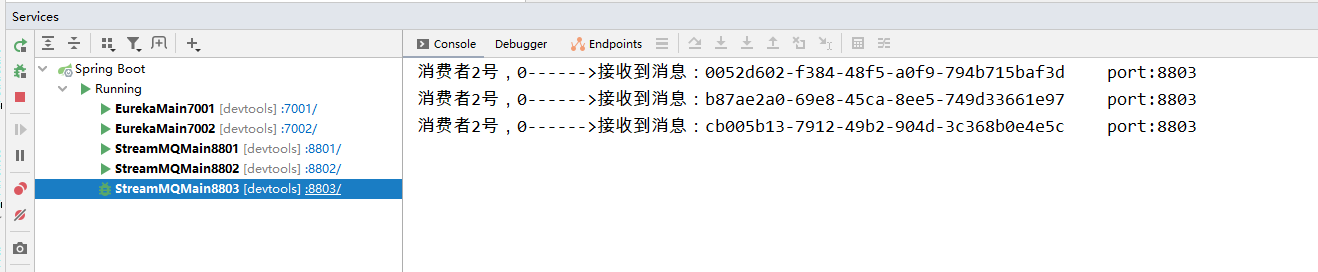 Services
Console Debugger Endpoints
Spring Boot
Running
EurekaMain7001 [devtools] :7001/
EurekaMain7002 [devtools] :7002/
StreamMQMain8801 [devtools] :8801/
StreamMQMain8802 [devtools] :8802/
StreamMQMain8803 [devtools] :8803/
消费者2号，0------>接收到消息：0052d602-f384-48f5-a0f9-794b715baf3d port:8803
消费者2号，0------>接收到消息：b87ae2a0-69e8-45ca-8ee5-749d33661e97 port:8803
消费者2号，0------>接收到消息：cb005b13-7912-49b2-904d-3c368b0e4e5c port:8803